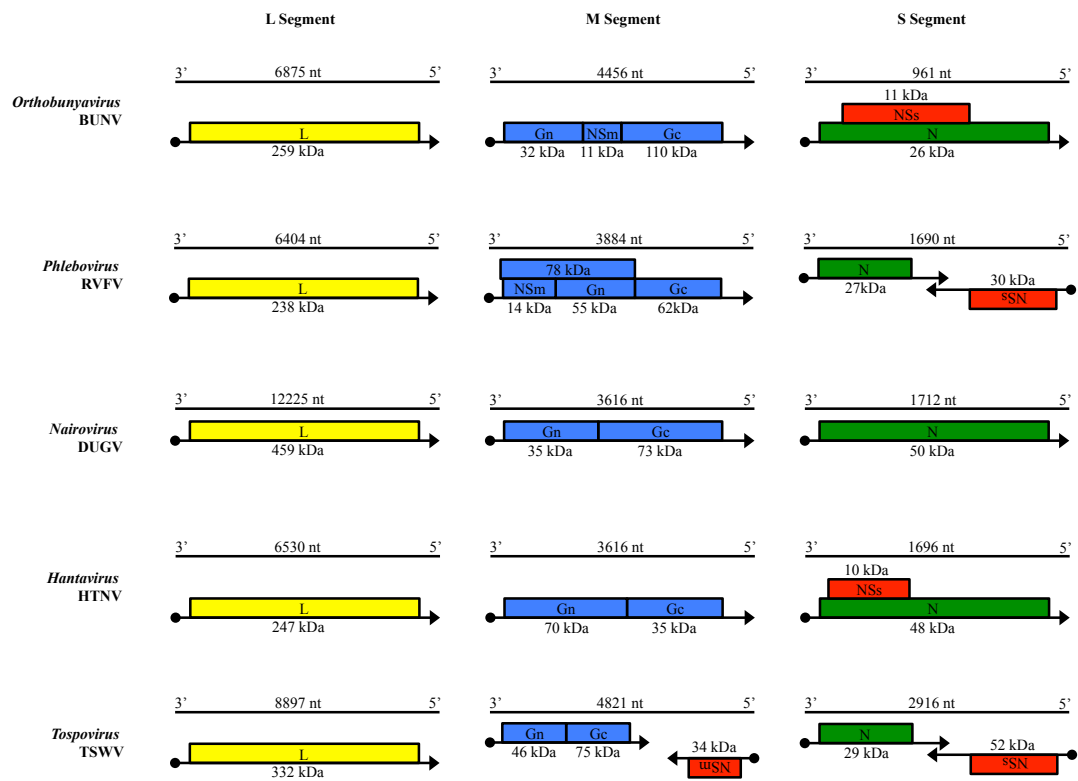 L Segment M Segment S Segment
3’ 6875 nt 5’ 3’ 4456 nt 5’ 3’ 961 nt 5’
11 kDa
Orthobunyavirus
BUNV
NSs
L Gn NSm Gc N
259 kDa 32 kDa 11 kDa 110 kDa 26 kDa
3’ 6404 nt 5’ 3’ 3884 nt 5’ 3’ 1690 nt 5’
Phlebovirus
RVFV
78 kDa N
L NSm Gn Gc 27kDa 30 kDa
238 kDa 14 kDa 55 kDa 62kDa NSs
3’ 12225 nt 5’ 3’ 3616 nt 5’ 3’ 1712 nt 5’
Nairovirus
DUGV
L Gn Gc N
459 kDa 35 kDa 73 kDa 50 kDa
3’ 6530 nt 5’ 3’ 3616 nt 5’ 3’ 1696 nt 5’
10 kDa
Hantavirus
HTNV
NSs
L Gn Gc N
247 kDa 70 kDa 35 kDa 48 kDa
3’ 8897 nt 5’ 3’ 4821 nt 5’ 3’ 2916 nt 5’
Tospovirus
TSWV
Gn Gc N
L 46 kDa 75 kDa 34 kDa 29 kDa 52 kDa
332 kDa NSm NSs